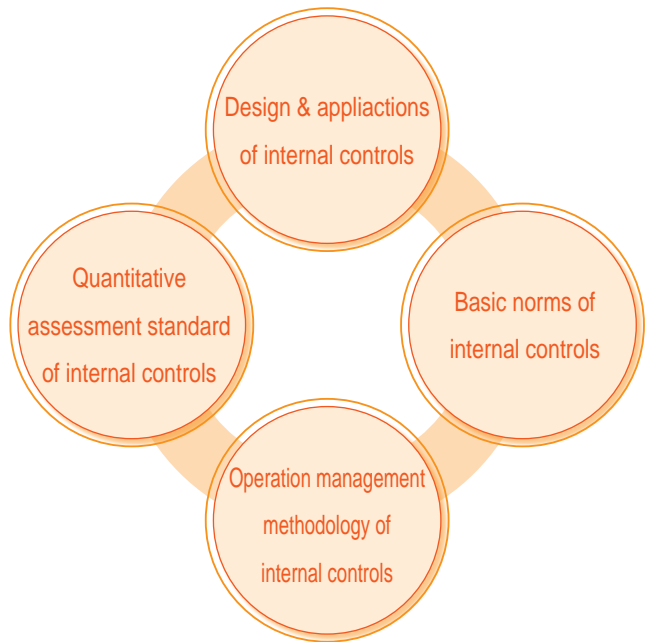 Design & appliactions
of internal controls
Quantitative
assessment standard
of internal controls
Basic norms of
internal controls
Operation management
methodology of
internal controls